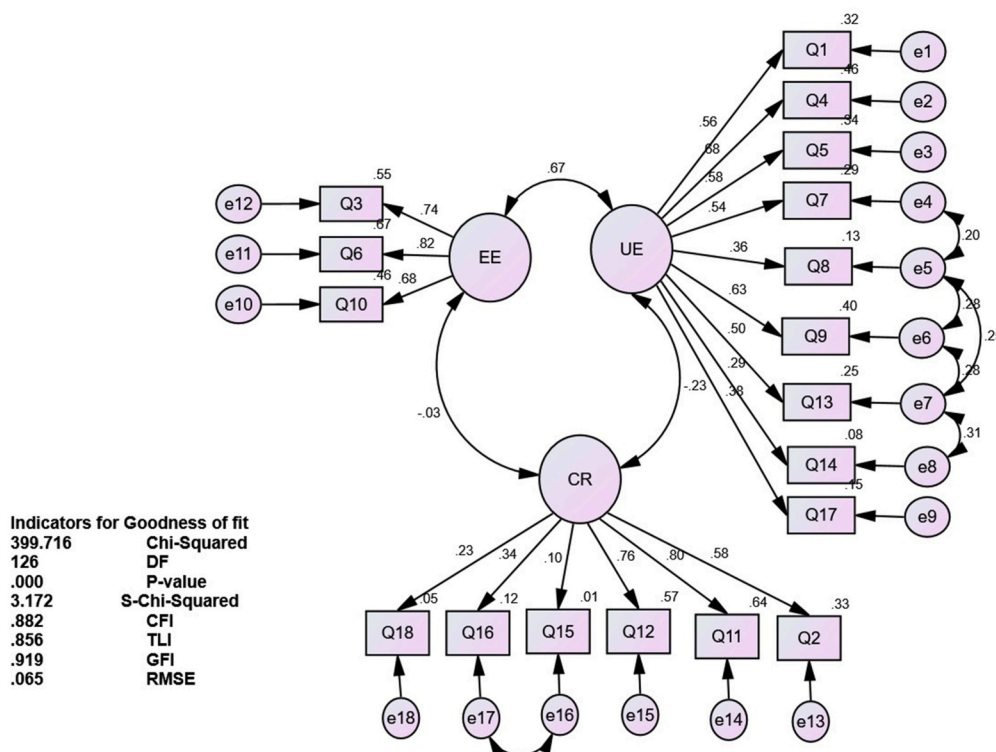 .32
Q1
e1
.46
Q4
e2
.34
Q5
e3
.29
Q7
e4
.13
Q8
e5
.40
Q9
e6
.25
Q13
e7
.08
Q14
e8
.15
Q17
e9
.20
.28
.28
.31
.56
.68
.58
.54
.36
.63
.50
.29
.38
.67
EE
UE
e12
Q3
.55
.74
e11
Q6
.67
.82
e10
Q10
.46
.68
-.03
-.23
CR
.23
.34
.10
.76
.80
.58
.05
.12
.01
.57
.64
.33
Q18
Q16
Q15
Q12
Q11
Q2
e18
e17
e16
e15
e14
e13
Indicators for Goodness of fit
399.716 Chi-Squared
126 DF
.000 P-value
3.172 S-Chi-Squared
.882 CFI
.856 TLI
.919 GFI
.065 RMSE